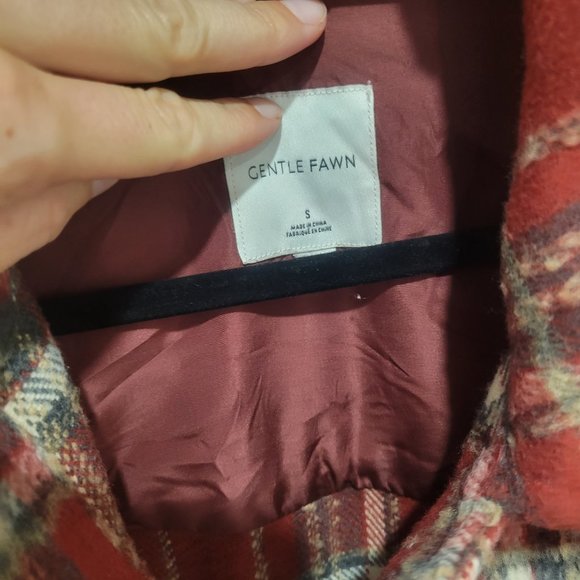 GENTLE FAWN
S
MADE IN CHINA
FABRIQUÉ EN CHINE